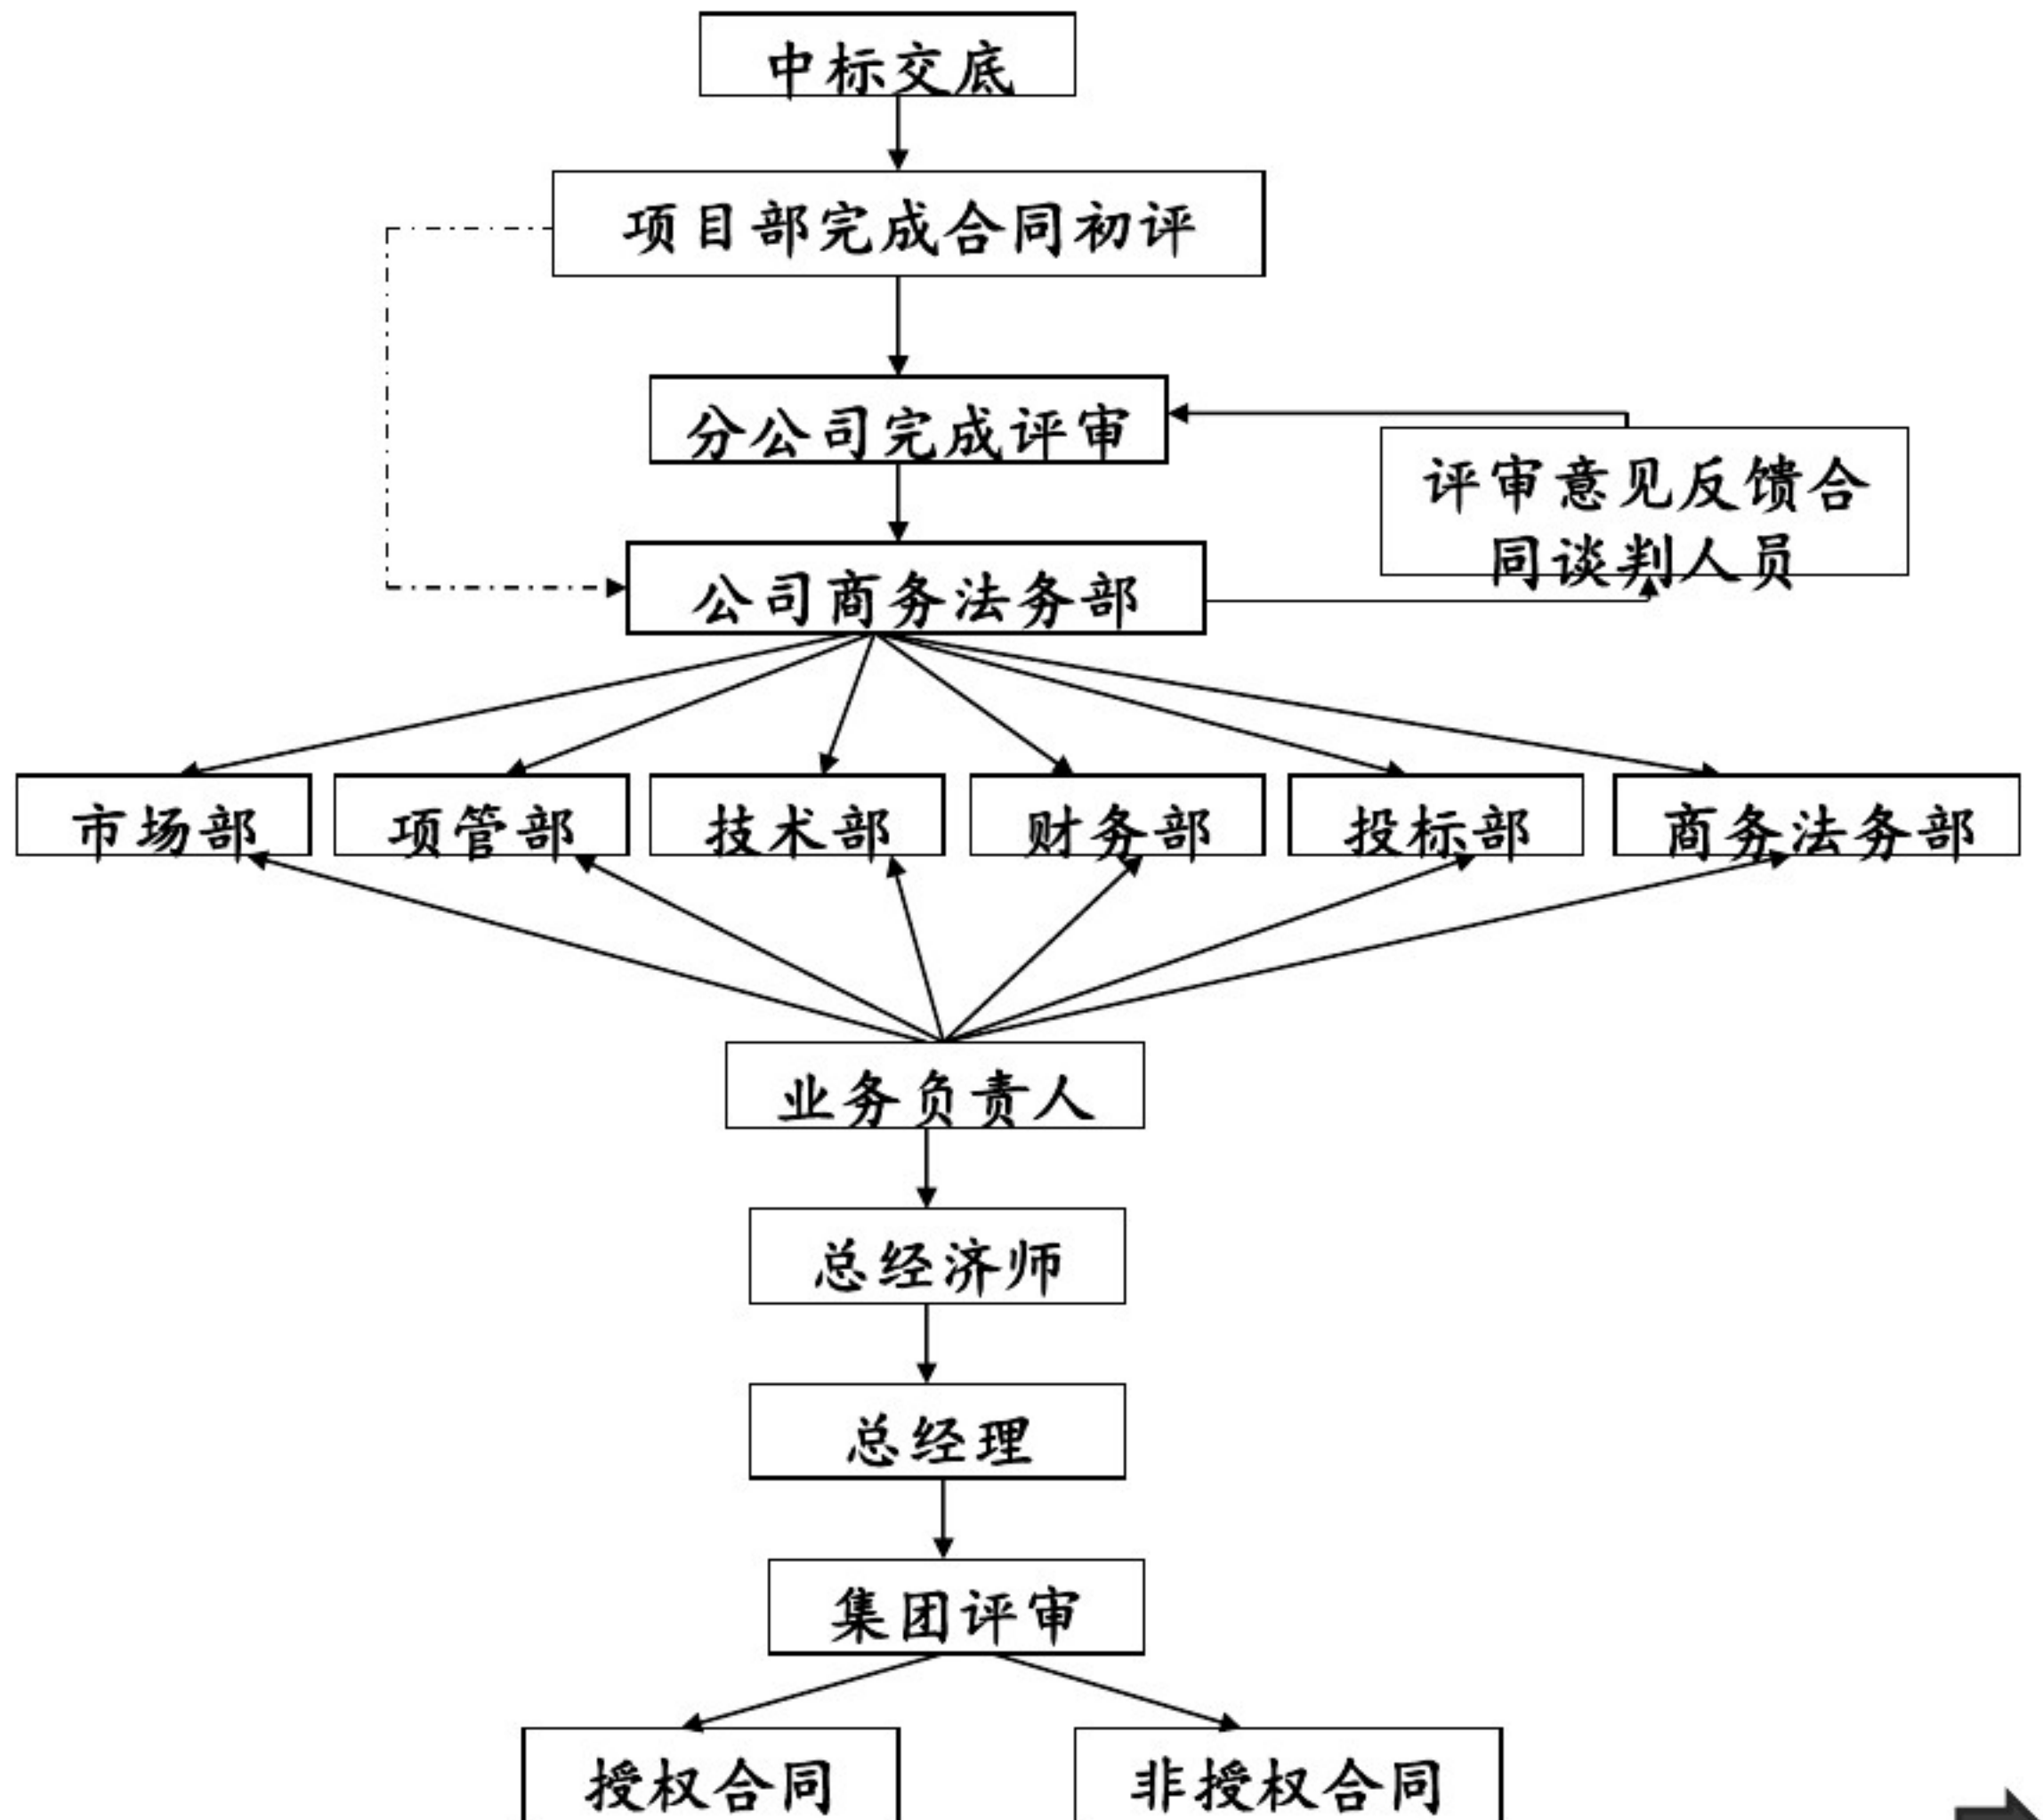 中标交底
项目部完成合同初评
分公司完成评审
评审意见反馈合
同谈判人员
公司商务法务部
市场部
项管部
技术部
财务部
投标部
商务法务部
业务负责人
总经济师
总经理
集团评审
授权合同
非授权合同